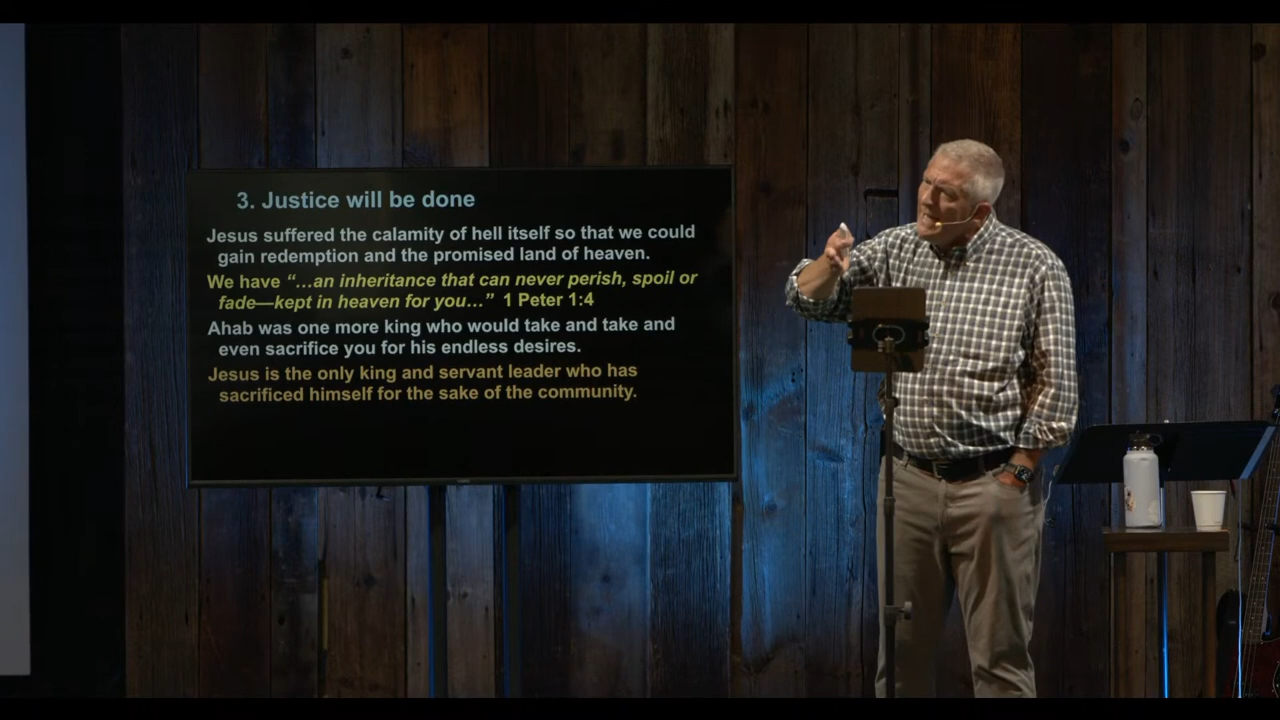 3. Justice will be done
Jesus suffered the calamity of hell itself so that we could
gain redemption and the promised land of heaven.
We have “…an inheritance that can never perish, spoil or
fade—kept in heaven for you…” 1 Peter 1:4
Ahab was one more king who would take and take and
even sacrifice you for his endless desires.
Jesus is the only king and servant leader who has
sacrificed himself for the sake of the community.